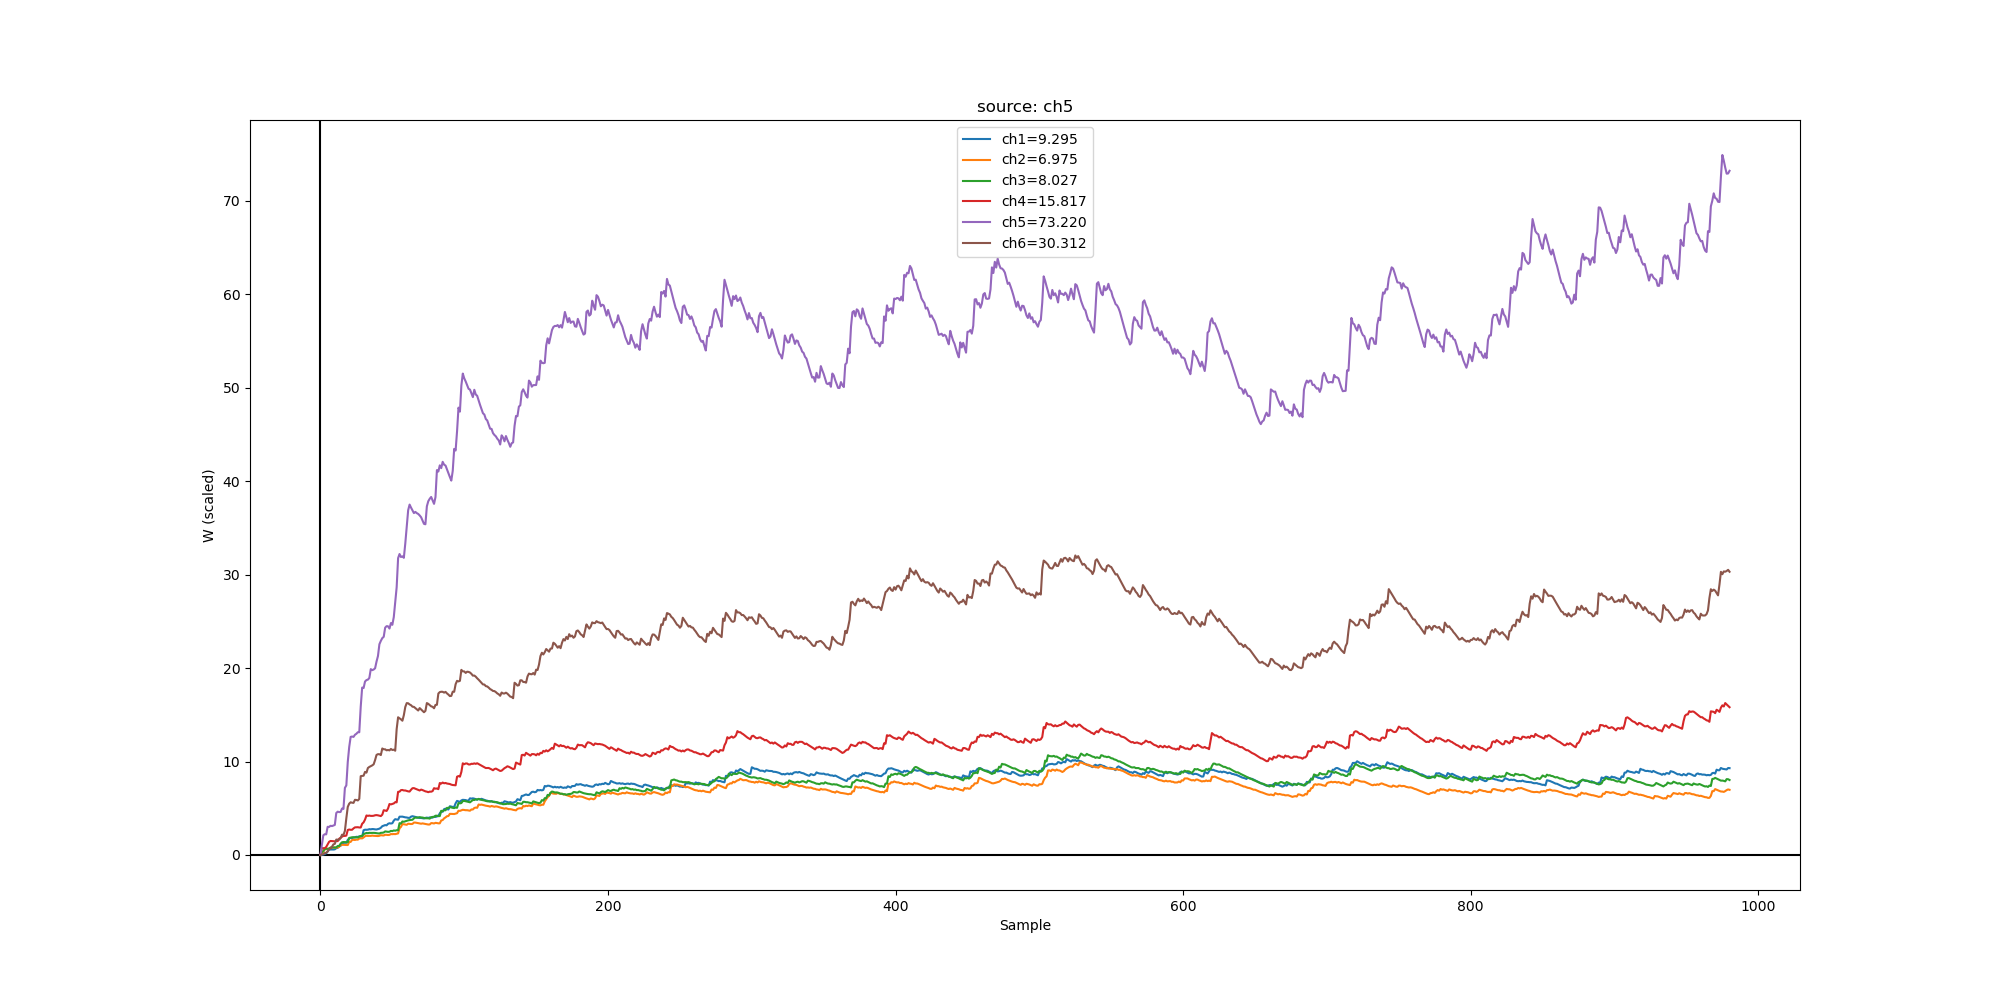 source: ch5
ch1=9.295
ch2=6.975
ch3=8.027
ch4=15.817
ch5=73.220
ch6=30.312
W (scaled)
70
60
50
40
30
20
10
0
0 200 400 600 800 1000
Sample